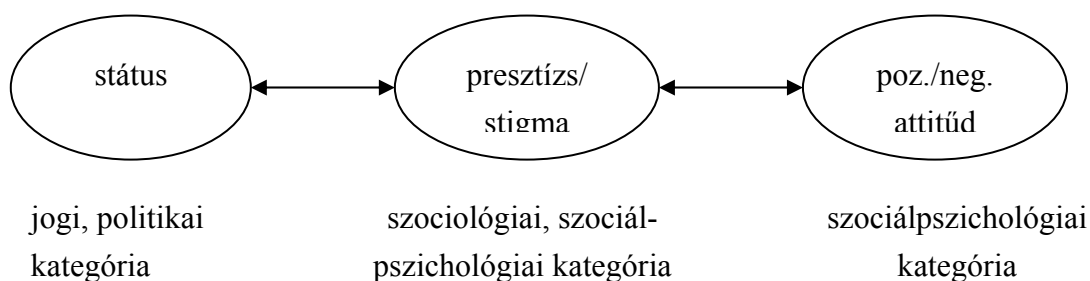 státus
presztízs/
stigma
poz./neg.
attitűd
jogi, politikai
kategória
szociológiai, szociál-
pszichológiai kategória
szociálpszichológiai
kategória